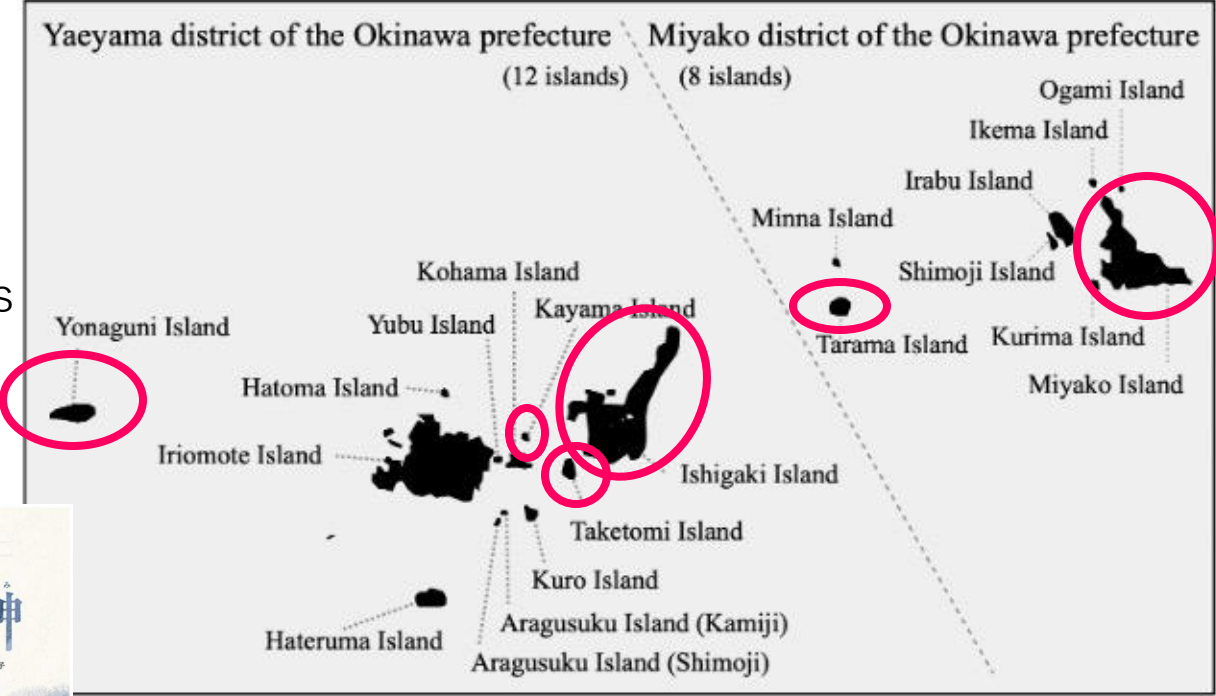 Yaeyama district of the Okinawa prefecture
(12 islands)
Miyako district of the Okinawa prefecture
(8 islands)
Ogami Island
Ikema Island
Irabu Island
Minna Island
Shimoji Island
Kohama Island
Kayama Island
s
Yonaguni Island
Yubu Island
Kurima Island
Tarama Island
Hatoma Island
Miyako Island
Iriomote Island
Ishigaki Island
Taketomi Island
Kuro Island
Aragusuku Island (Kamiji)
Hateruma Island
Aragusuku Island (Shimoji)